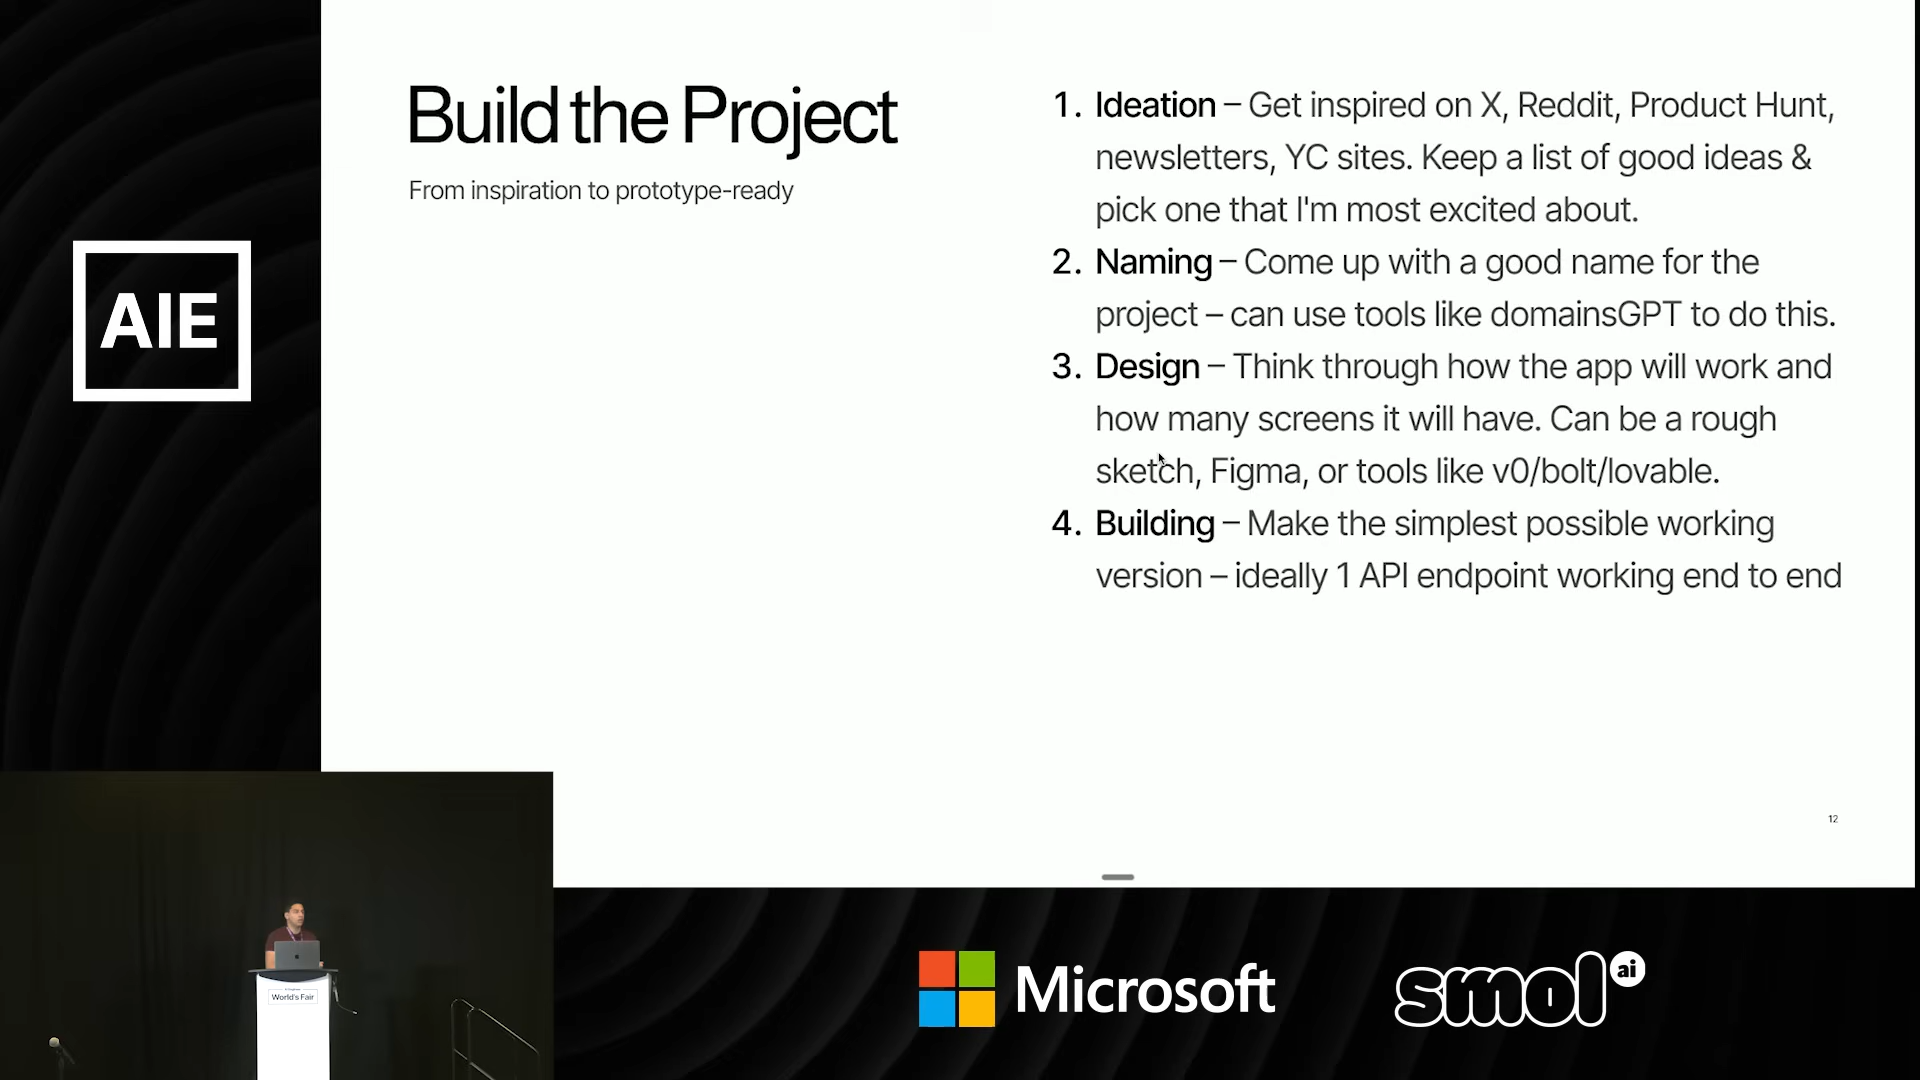 Build the Project
From inspiration to prototype-ready
1. Ideation – Get inspired on X, Reddit, Product Hunt,
newsletters, YC sites. Keep a list of good ideas &
pick one that I'm most excited about.
2. Naming – Come up with a good name for the
project – can use tools like domainsGPT to do this.
3. Design – Think through how the app will work and
how many screens it will have. Can be a rough
sketch, Figma, or tools like v0/bolt/lovable.
4. Building – Make the simplest possible working
version – ideally 1 API endpoint working end to end
12
AIE
World's Fair
Microsoft
smol ai